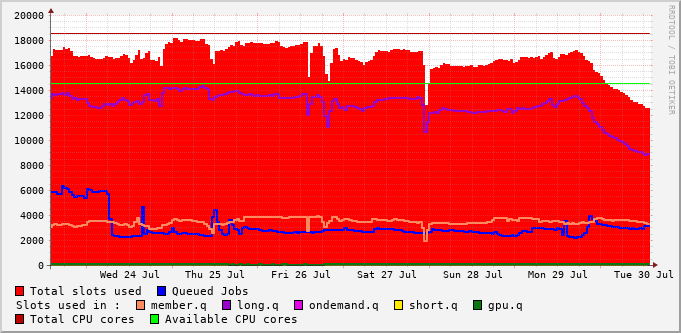 RRDTOOL / TOBI OETIKER
20000
18000
16000
14000
12000
10000
8000
6000
4000
2000
0
Wed 24 Jul Thu 25 Jul Fri 26 Jul Sat 27 Jul Sun 28 Jul Mon 29 Jul Tue 30 Jul
Total slots used Queued Jobs
Slots used in : member.q long.q ondemand.q short.q gpu.q
Total CPU cores Available CPU cores